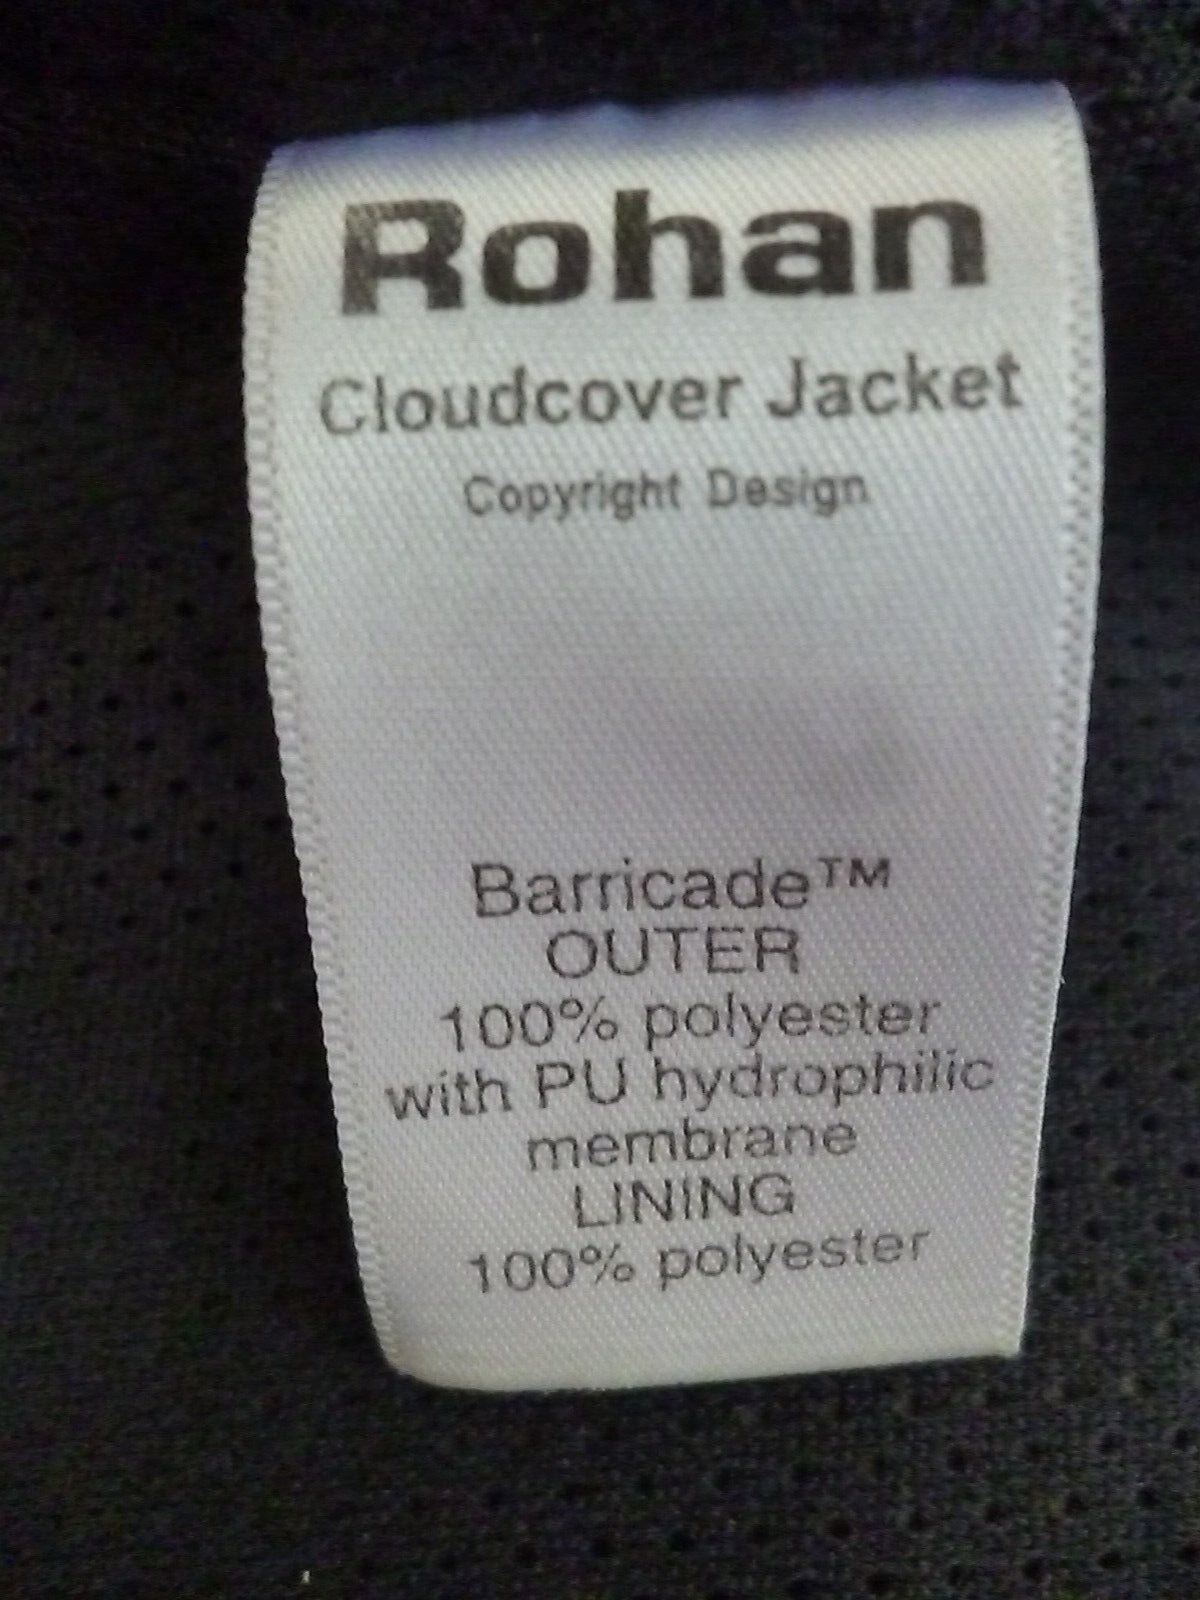 Rohan
Cloudcover Jacket
Copyright Design
Barricade™
OUTER
100% polyester
with PU hydrophilic
membrane
LINING
100% polyester